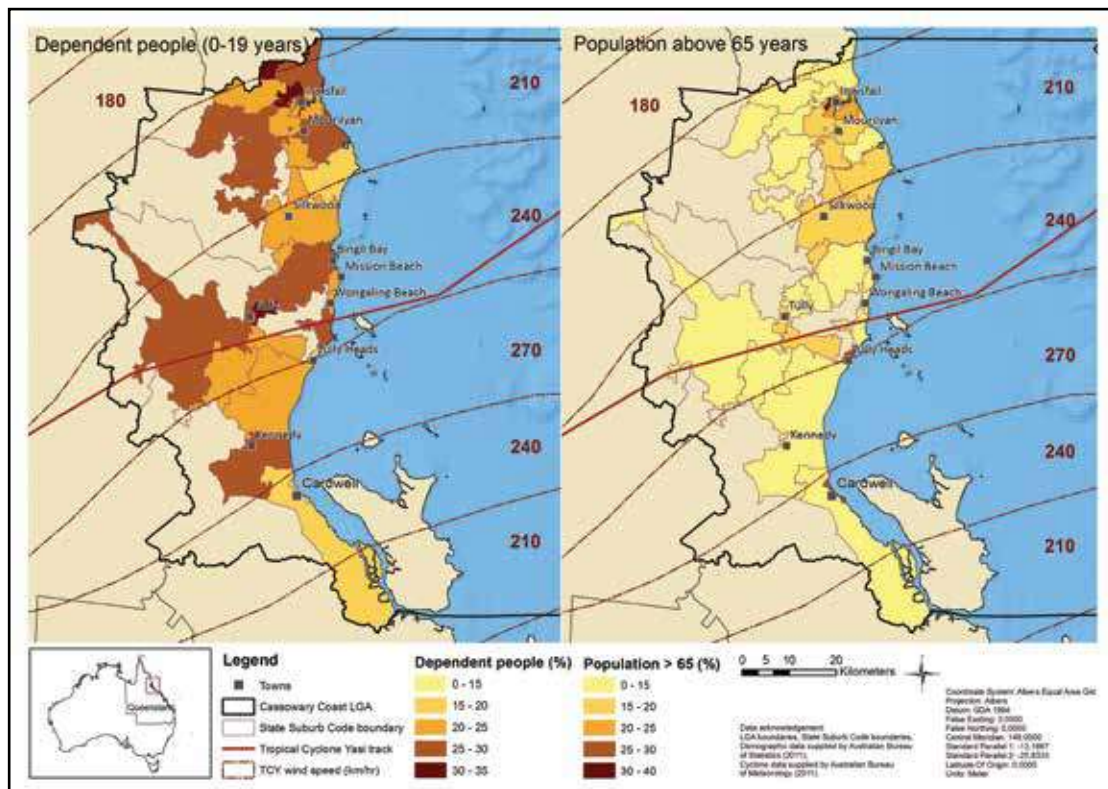 Dependent people (0-19 years)
180
210
240
270
240
210
Innisfail
Mourilyan
Silkwood
Bingil Bay
Mission Beach
Wongaling Beach
Tully Heads
Kennedy
Cardwell
Population above 65 years
180
210
240
270
240
210
Innisfail
Mourilyan
Silkwood
Bingil Bay
Mission Beach
Wongaling Beach
Tully
Tully Heads
Kennedy
Cardwell
Queensland
Legend
Towns
Cassowary Coast LGA
State Suburb Code boundary
Tropical Cyclone Yasi track
TCY wind speed (km/hr)
Dependent people (%)
0 - 15
15 - 20
20 - 25
25 - 30
30 - 35
Population > 65 (%)
0 - 15
15 - 20
20 - 25
25 - 30
30 - 40
0 5 10 20
Kilometers
Data acknowledgement
LGA boundaries, State Suburb Code boundaries,
Demographic data supplied by Australian Bureau
of Statistics (2011),
Cyclone data supplied by Australian Bureau
of Meteorology (2011).
Coordinate System: Albers Equal Area
Projection: Albers
Datum: GDA 1994
False Easting: 0.0000
False Northing: 0.0000
Central Meridian:
Standard Parallel 1:
Standard Parallel 2:
Latitude Of Origin: 0.0000
Units: Meter